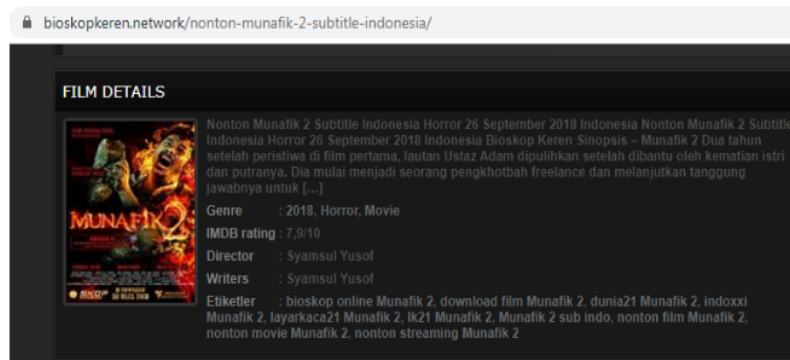 bioskopkeren.network/nonton-munafik-2-subtitle-indonesia/
FILM DETAILS
MUNAFIK 2
Nonton Munafik 2 Subtitle Indonesia Horror 26 September 2018 Indonesia Nonton Munafik 2 Subtitle
Indonesia Horror 26 September 2018 Indonesia Bioskop Keren Sinopsis – Munafik 2 Dua tahun
setelah peristiwa di film pertama, lautan Ustaz Adam dipulihkan setelah dibantu oleh kematian istri
dan putranya. Dia mulai menjadi seorang pengkhotbah freelance dan melanjutkan tanggung
jawabnya untuk [...]
Genre : 2018, Horror, Movie
IMDB rating : 7,9/10
Director : Syamsul Yusof
Writers : Syamsul Yusof
Etiketler : bioskop online Munafik 2, download film Munafik 2, dunia21 Munafik 2, indoxxi
Munafik 2, layarkaca21 Munafik 2, lk21 Munafik 2, Munafik 2 sub indo, nonton film Munafik 2,
nonton movie Munafik 2, nonton streaming Munafik 2